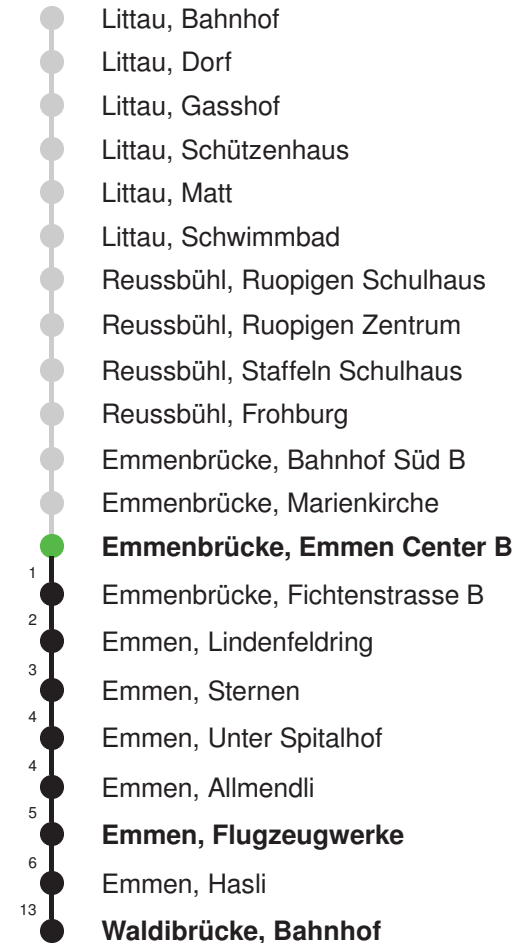 Littau, Bahnhof
Littau, Dorf
Littau, Gasshof
Littau, Schützenhaus
Littau, Matt
Littau, Schwimmbad
Reussbühl, Ruopigen Schulhaus
Reussbühl, Ruopigen Zentrum
Reussbühl, Staffeln Schulhaus
Reussbühl, Frohburg
Emmenbrücke, Bahnhof Süd B
Emmenbrücke, Marienkirche
Emmenbrücke, Emmen Center B
1 Emmenbrücke, Fichtenstrasse B
2 Emmen, Lindenfeldring
3 Emmen, Sternen
4 Emmen, Unter Spitalhof
4 Emmen, Allmendli
5 Emmen, Flugzeugwerke
6 Emmen, Hasli
13 Waldibrücke, Bahnhof